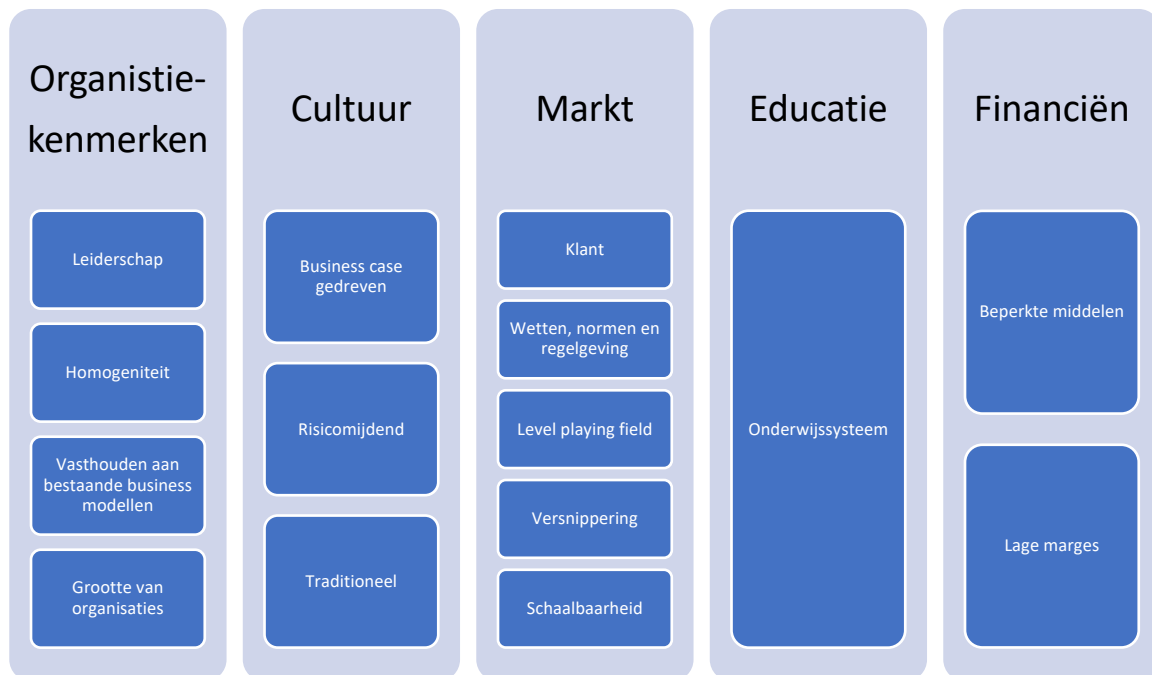 Organistie-
kenmerken
Leiderschap
Homogeniteit
Vasthouden aan
bestaande business
modellen
Grootte van
organisaties
Cultuur
Business case
gedreven
Risicomijdend
Traditioneel
Markt
Klant
Wetten, normen en
regelgeving
Level playing field
Versnippering
Schaalbaarheid
Educatie
Onderwijssysteem
Financiën
Beperkte middelen
Lage marges